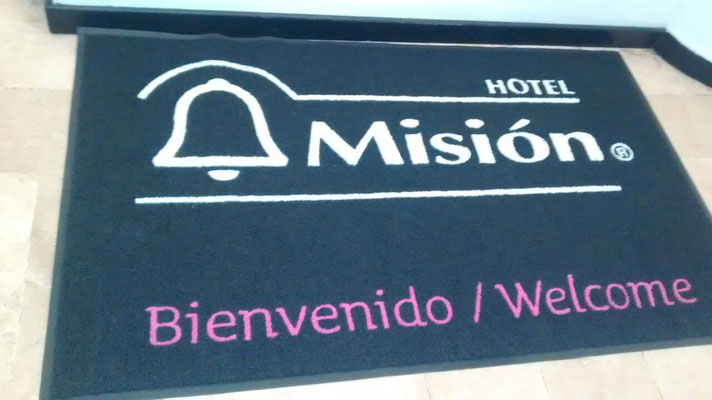 HOTEL
Misión®
Bienvenido / Welcome